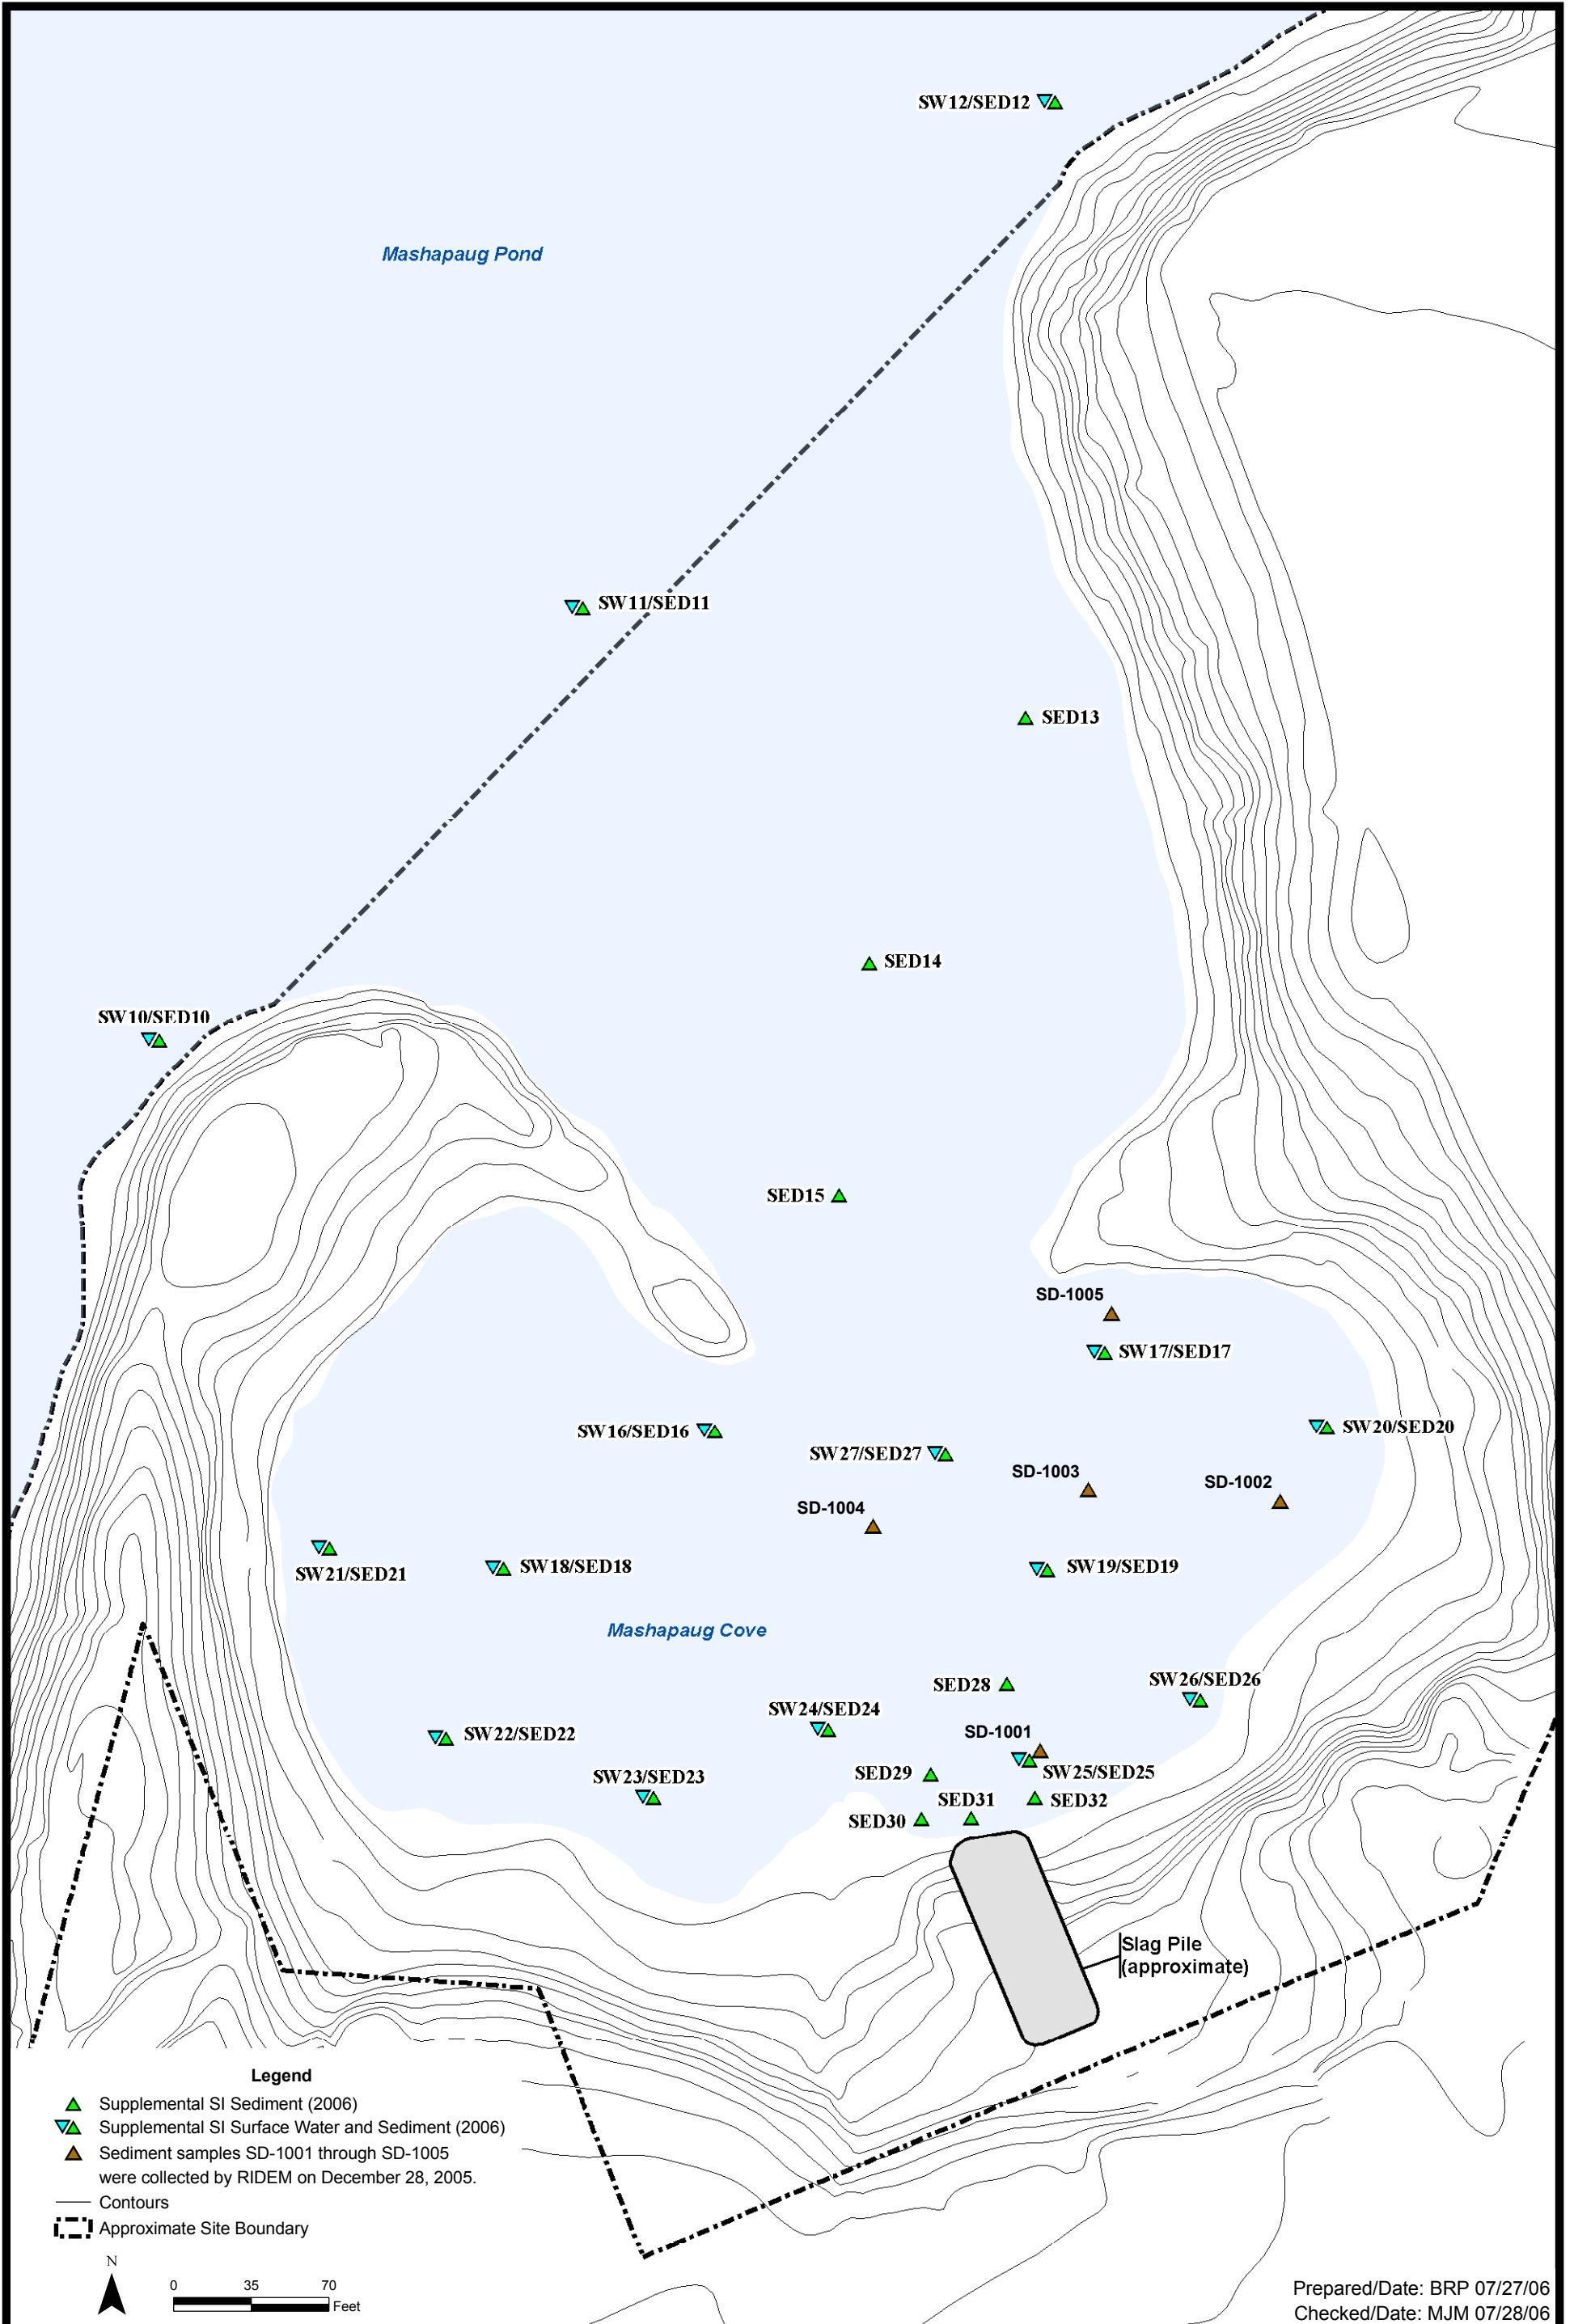 SW12/SED12
Mashapaug Pond
SW11/SED11
SED13
SED14
SW10/SED10
SED15
SD-1005
SW17/SED17
SW16/SED16
SW20/SED20
SW27/SED27
SD-1003
SD-1002
SD-1004
SW21/SED21
SW18/SED18
SW19/SED19
Mashapaug Cove
SED28
SW26/SED26
SW24/SED24
SW22/SED22
SD-1001
SED29
SW25/SED25
SW23/SED23
SED31
SED32
SED30
Slag Pile
(approximate)
Legend
Supplemental SI Sediment (2006)
Supplemental SI Surface Water and Sediment (2006)
Sediment samples SD-1001 through SD-1005
were collected by RIDEM on December 28, 2005.
Contours
Approximate Site Boundary
N
0 35 70
Feet
Prepared/Date: BRP 07/27/06
Checked/Date: MJM 07/28/06